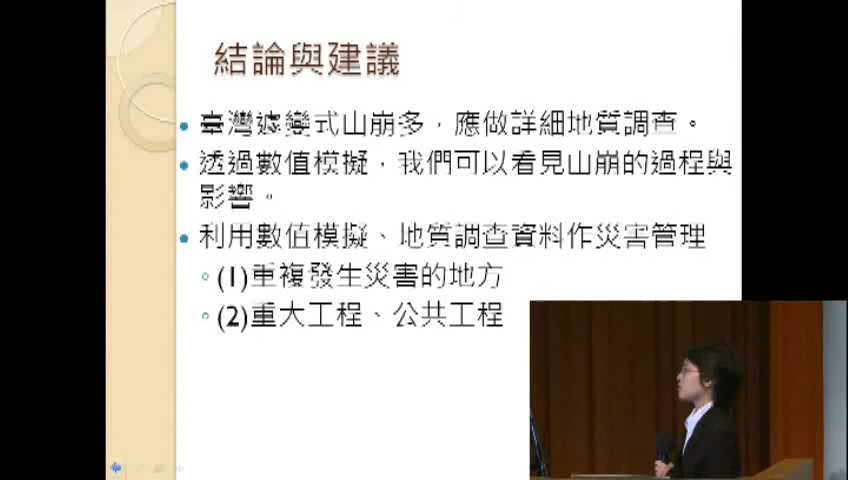 結論與建議
臺灣遽變式山崩多，應做詳細地質調查。
透過數值模擬，我們可以看見山崩的過程與
影響。
利用數值模擬、地質調查資料作災害管理
(1)重複發生災害的地方
(2)重大工程、公共工程